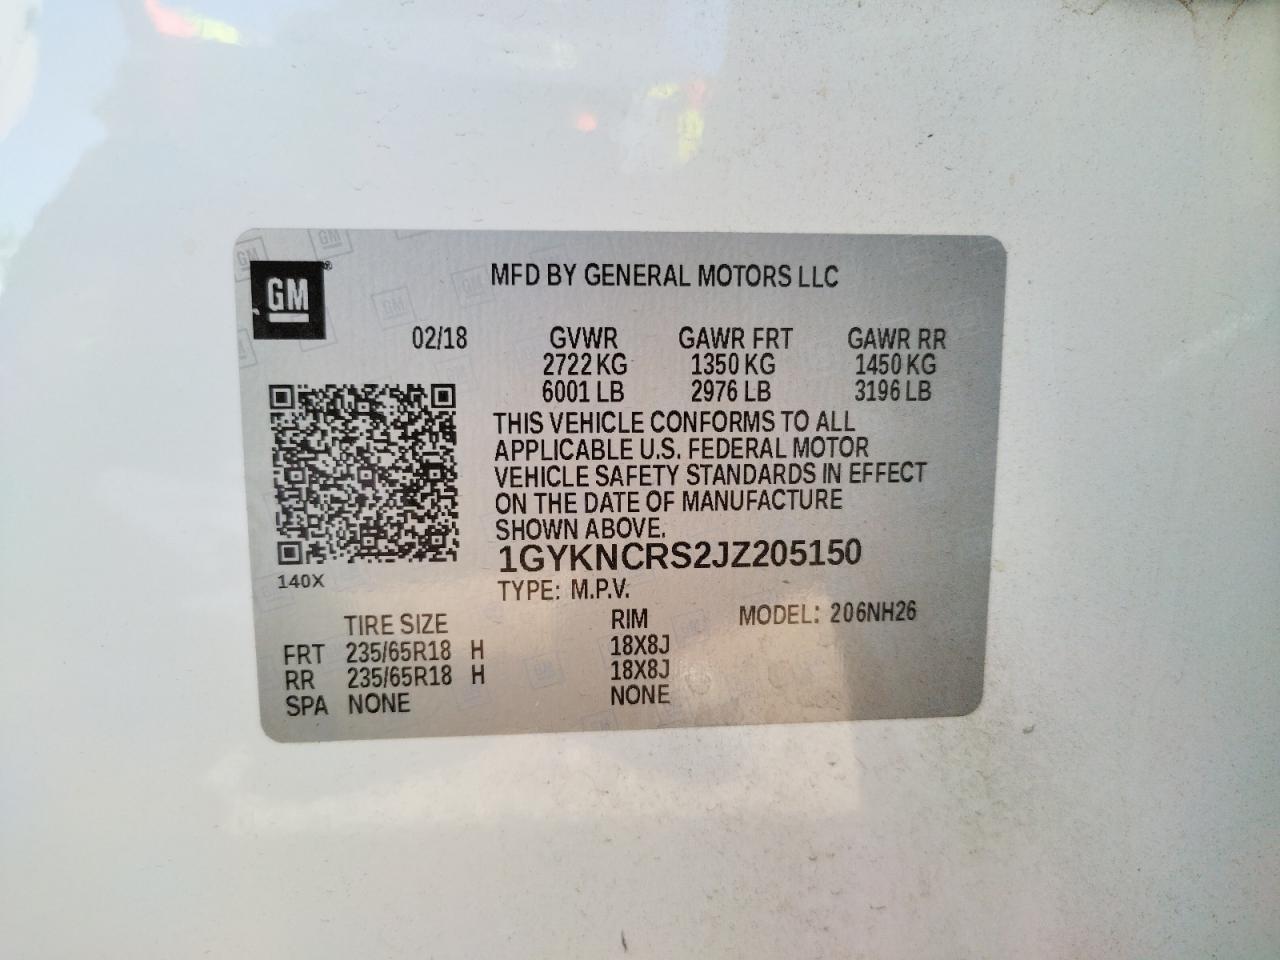 GM
GM
GM
GM
MFD BY GENERAL MOTORS LLC
02/18 GVWR GAWR FRT GAWR RR
2722 KG 1350 KG 1450 KG
6001 LB 2976 LB 3196 LB
THIS VEHICLE CONFORMS TO ALL
APPLICABLE U.S. FEDERAL MOTOR
VEHICLE SAFETY STANDARDS IN EFFECT
ON THE DATE OF MANUFACTURE
SHOWN ABOVE.
1GYKNCRS2JZ205150
140X
TYPE: M.P.V.
TIRE SIZE RIM MODEL: 206NH26
FRT 235/65R18 H 18X8J
RR 235/65R18 H 18X8J
SPA NONE NONE